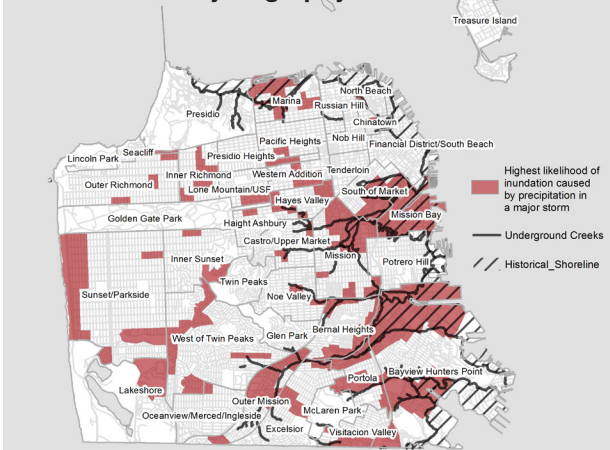 Treasure Island
North Beach
Marina
Russian Hill
Presidio
Chinatown
Nob Hill
Pacific Heights
Financial District/South Beach
Seacliff
Lincoln Park
Presidio Heights
Tenderloin
Inner Richmond
Western Addition
Outer Richmond
Lone Mountain/USF
South of Market
Hayes Valley
Mission Bay
Golden Gate Park
Haight Ashbury
Castro/Upper Market
Mission
Inner Sunset
Potrero Hill
Twin Peaks
Sunset/Parkside
Noe Valley
Bernal Heights
West of Twin Peaks
Glen Park
Bayview Hunters Point
Portola
Lakeshore
Outer Mission
McLaren Park
Oceanview/Merced/Ingleside
Excelsior
Visitacion Valley
Highest likelihood of
inundation caused
by precipitation in
a major storm
Underground Creeks
Historical_Shoreline